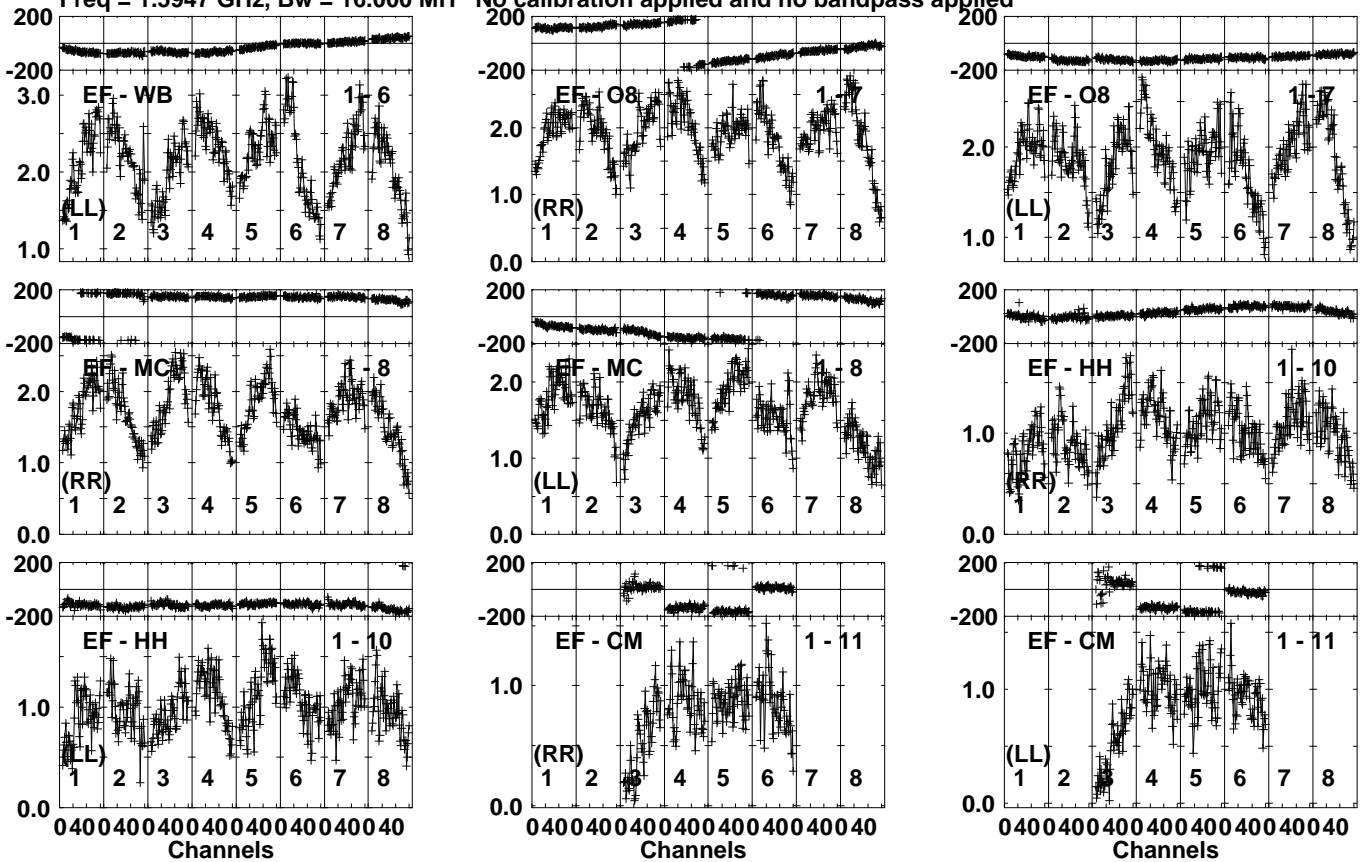 Freq = 1.5947 GHz, Bw = 16.000 MH No calibration applied and no bandpass applied
200
-200
3.0
2.0
1.0
EF - WB 1 - 6
(LL)
1 2 3 4 5 6 7 8
200
-200
2.0
1.0
0.0
EF - O8 1 - 7
(RR)
1 2 3 4 5 6 7 8
200
-200
2.0
1.0
EF - O8 1 - 7
(LL)
1 2 3 4 5 6 7 8
200
-200
2.0
1.0
0.0
EF - MC 1 - 8
(RR)
1 2 3 4 5 6 7 8
200
-200
2.0
1.0
0.0
EF - MC 1 - 8
(LL)
1 2 3 4 5 6 7 8
200
-200
1.0
0.0
EF - HH 1 - 10
(RR)
1 2 3 4 5 6 7 8
200
-200
1.0
0.0
EF - HH 1 - 10
(LL)
1 2 3 4 5 6 7 8
0 40 0 40 0 40 0 40 0 40 0 40 0 40 0 40
Channels
200
-200
1.0
0.0
EF - CM 1 - 11
(RR)
1 2 3 4 5 6 7 8
0 40 0 40 0 40 0 40 0 40 0 40 0 40 0 40
Channels
200
-200
1.0
0.0
EF - CM 1 - 11
(LL)
1 2 3 4 5 6 7 8
0 40 0 40 0 40 0 40 0 40 0 40 0 40 0 40
Channels